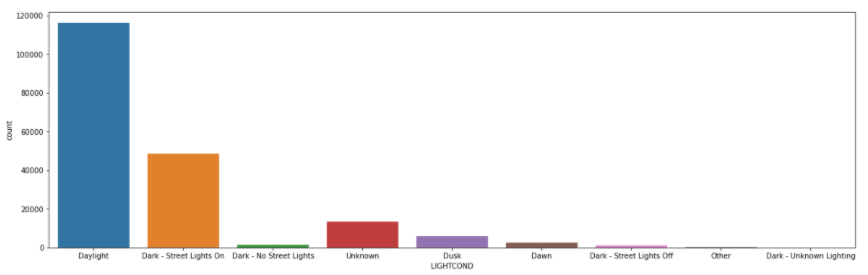 120000
100000
80000
60000
40000
20000
0
count
Daylight
Dark - Street Lights On
Dark - No Street Lights
Unknown
Dusk
Dawn
Dark - Street Lights Off
Other
Dark - Unknown Lighting
LIGHTCOND